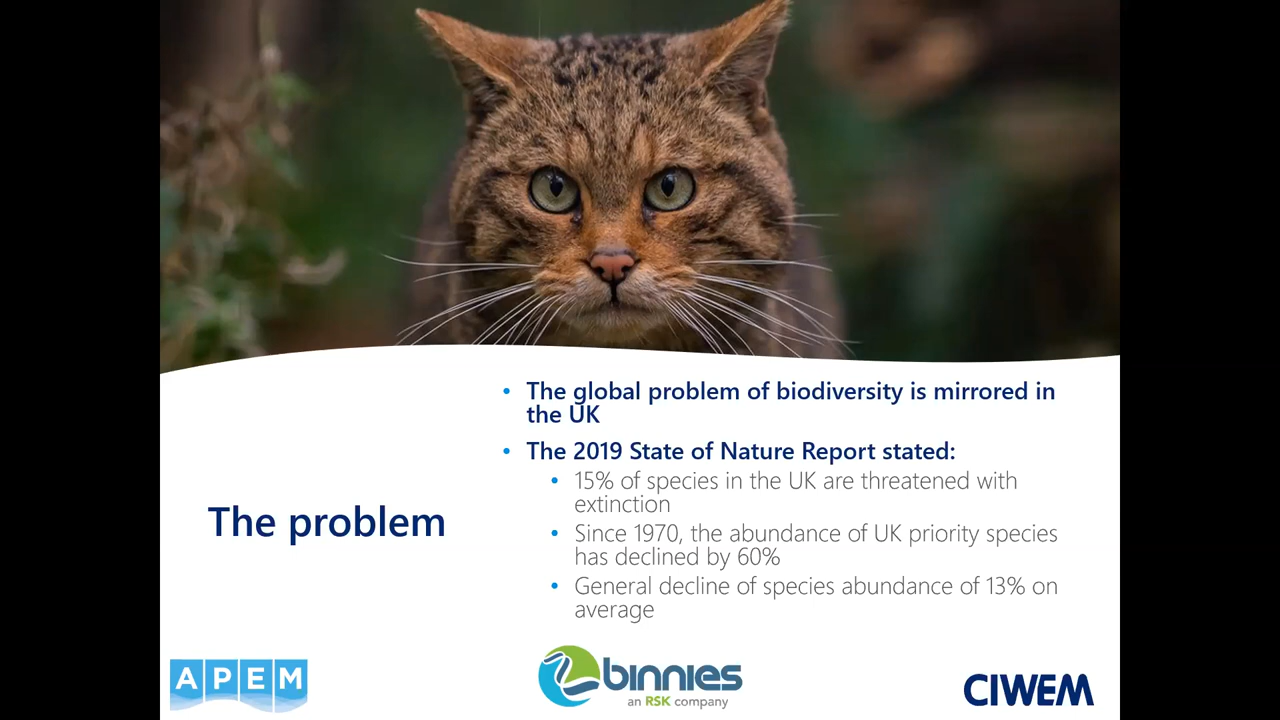 The problem
• The global problem of biodiversity is mirrored in
the UK
• The 2019 State of Nature Report stated:
• 15% of species in the UK are threatened with
extinction
• Since 1970, the abundance of UK priority species
has declined by 60%
• General decline of species abundance of 13% on
average
APEM
binnies
an RSK company
CIWEM